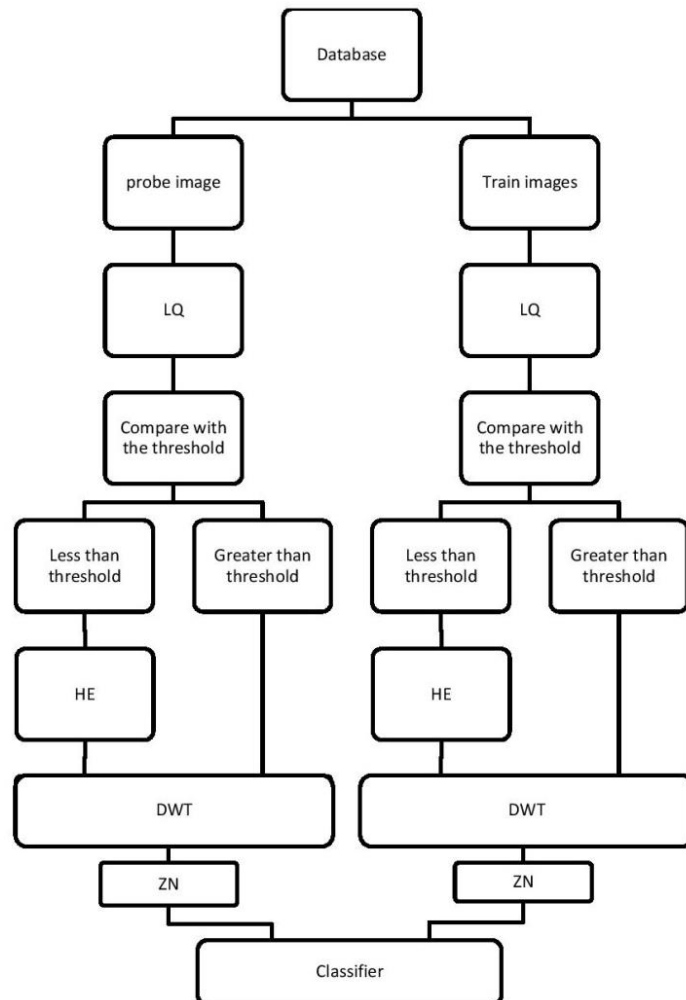 Database
probe image
Train images
LQ
LQ
Compare with
the threshold
Compare with
the threshold
Less than
threshold
Greater than
threshold
Less than
threshold
Greater than
threshold
HE
HE
DWT
DWT
ZN
ZN
Classifier